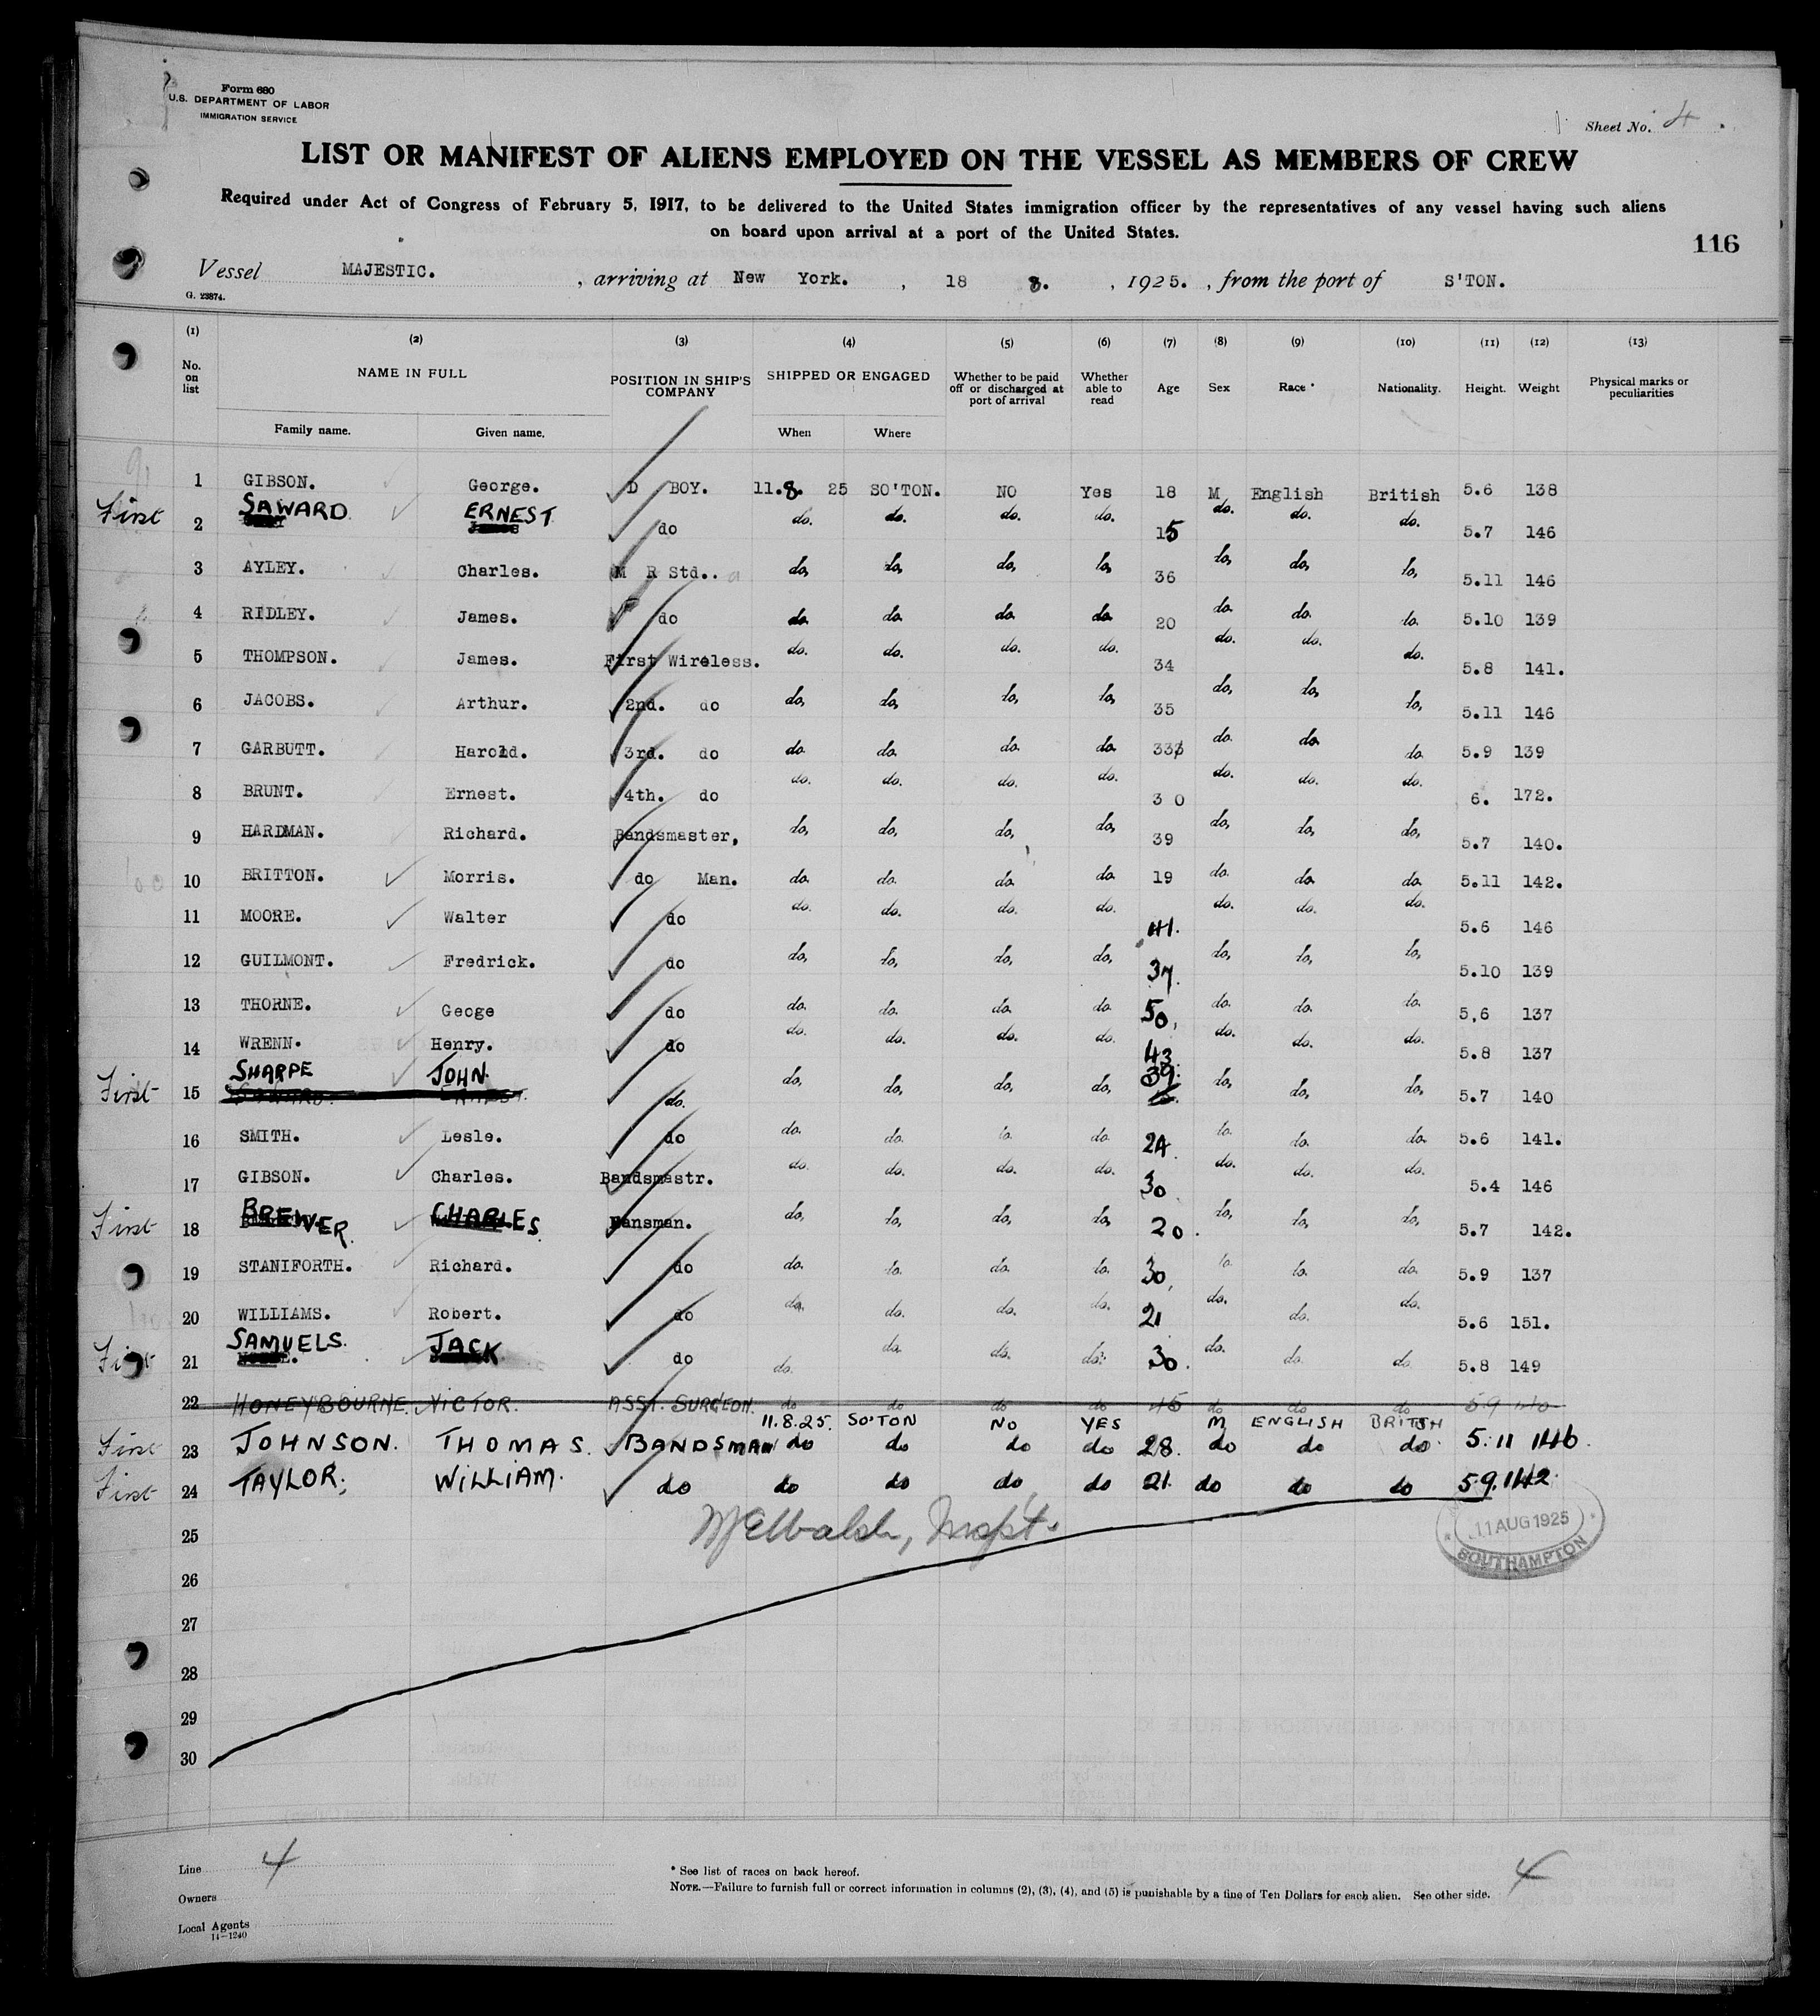 Form 680
U.S. DEPARTMENT OF LABOR
IMMIGRATION SERVICE
Sheet No. 4
LIST OR MANIFEST OF ALIENS EMPLOYED ON THE VESSEL AS MEMBERS OF CREW
Required under Act of Congress of February 5, 1917, to be delivered to the United States immigration officer by the representatives of any vessel having such aliens
on board upon arrival at a port of the United States.
116
Vessel MAJESTIC. , arriving at New York. , 18 8. , 1925. , from the port of S'TON.
G. 23874.
(1) (2) (3) (4) (5) (6) (7) (8) (9) (10) (11) (12) (13)
No. on list NAME IN FULL POSITION IN SHIP'S COMPANY SHIPPED OR ENGAGED Whether to be paid off or discharged at port of arrival Whether able to read Age Sex Race * Nationality. Height. Weight Physical marks or peculiarities
Family name. Given name. When Where
1 GIBSON. George. D BOY. 11.8. 25 SO'TON. NO Yes 18 M English British 5.6 138
First 2 SAWARD ERNEST do do. do. do. do. 15 do. do. do. 5.7 146
3 AYLEY. Charles. M R Std.. do, do, do, do, 36 do, do, do, 5.11 146
4 RIDLEY. James. do do. do. do. do. 20 do. do. do. 5.10 139
5 THOMPSON. James. First Wireless. do. do. do. do. 34 do. do. do. 5.8 141.
6 JACOBS. Arthur. 2nd. do do, do, do, do, 35 do, do, do, 5.11 146
7 GARBUTT. Harold. 3rd. do do. do. do. do. 33 do. do. do. 5.9 139
8 BRUNT. Ernest. 4th. do do. do. do. do. 3 0 do. do. do. 6. 172.
9 HARDMAN. Richard. Bandsmaster, do, do, do, do, 39 do, do, do, 5.7 140.
10 BRITTON. Morris. do Man. do. do. do. do. 19 do. do. do. 5.11 142.
11 MOORE. Walter do do. do. do. do. 41. do. do. do. 5.6 146
12 GUILMONT. Fredrick. do do, do, do, do, 37. do, do, do, 5.10 139
13 THORNE. Geoge do do. do. do. do. 50, do. do. do. 5,6 137
14 WRENN. Henry. do do. do. do. do. 43. do. do. do. 5.8 137
First 15 SHARPE JOHN. do. do, do, do, do, 39. do, do, do, 5.7 140
16 SMITH. Lesle. do do. do. do. do. 24. do. do. do. 5.6 141.
17 GIBSON. Charles. Bandsmastr. do. do. do. do. 30 do. do. do. 5.4 146
First 18 BREWER. CHARLES. Bansman. do, do, do, do, 20. do, do, do, 5.7 142.
19 STANIFORTH. Richard. do do. do. do. do. 30, do. do. do. 5.9 137
20 WILLIAMS. Robert. do do. do. do. do. 21 do. do. do. 5.6 151.
First 21 SAMUELS. JACK do do. do. do. do. 30. do. do. do. 5.8 149
22 HONEYBOURNE. VICTOR. ASST. SURGEON. do do do do 45 do do do 5.9 140
11.8.25. SO'TON NO YES M ENGLISH BRITISH
First 23 JOHNSON. THOMAS. BANDSMAN do do do do 28. do do do 5.11 146.
First 24 TAYLOR; WILLIAM. do do do do do 21. do do do 5.9. 142.
25
11 AUG 1925
SOUTHAMPTON
26
27
28
29
30
Line 4
Owners
Local Agents
14—1240
* See list of races on back hereof.
NOTE.—Failure to furnish full or correct information in columns (2), (3), (4), and (5) is punishable by a fine of Ten Dollars for each alien. See other side.
4